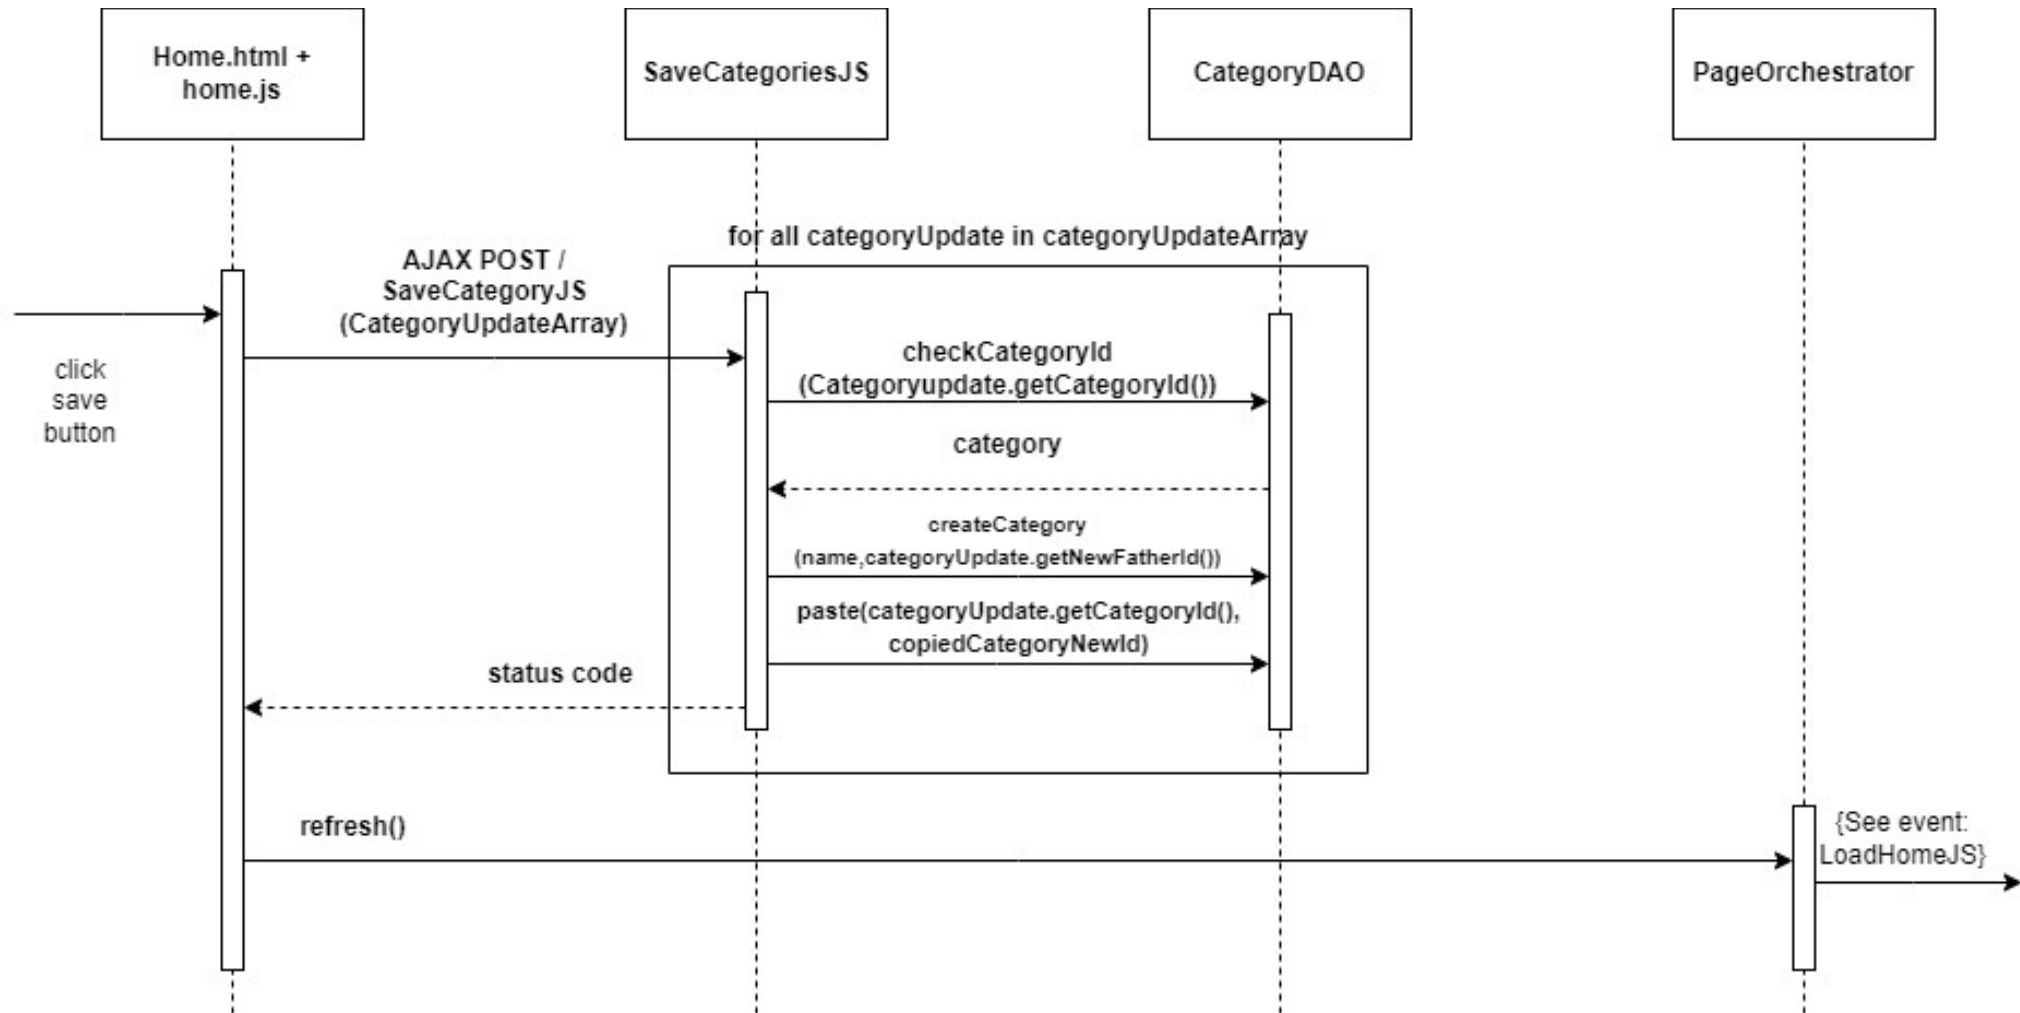 Home.html +
home.js
SaveCategoriesJS
CategoryDAO
PageOrchestrator
for all categoryUpdate in categoryUpdateArray
AJAX POST /
SaveCategoryJS
(CategoryUpdateArray)
click
save
button
checkCategoryId
(Categoryupdate.getCategoryId())
category
createCategory
(name,categoryUpdate.getNewFatherId())
paste(categoryUpdate.getCategoryId(),
copiedCategoryNewId)
status code
refresh()
{See event:
LoadHomeJS}